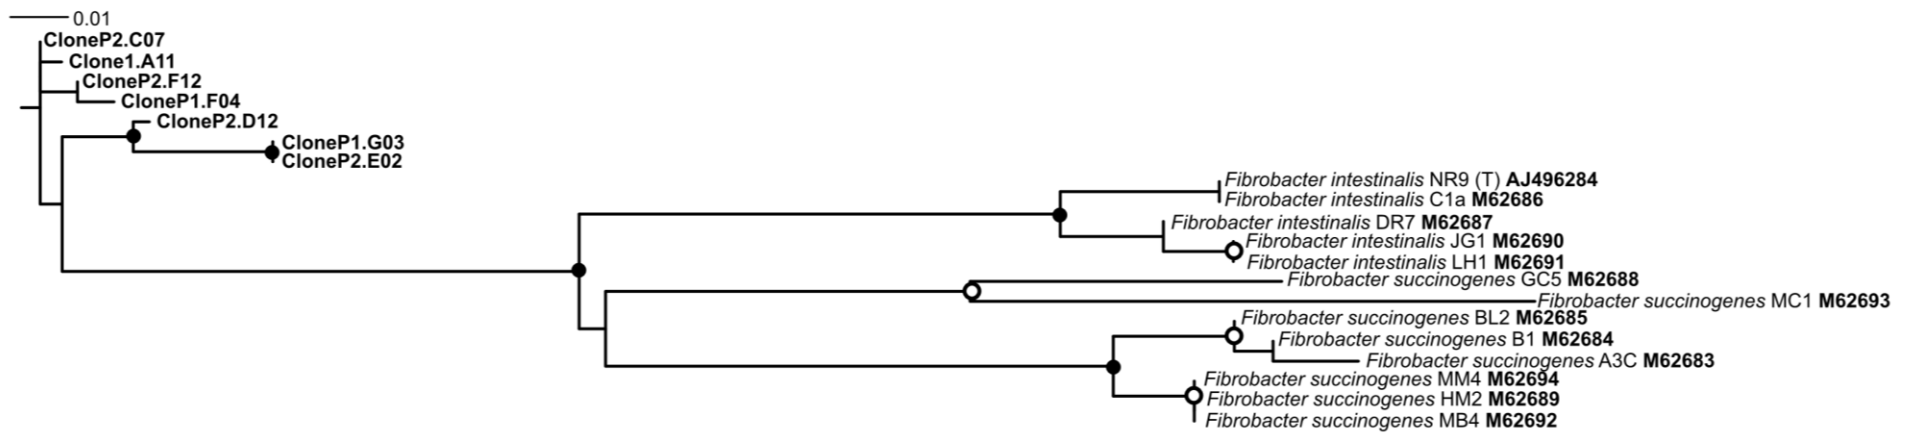 0.01
CloneP2.C07
Clone1.A11
CloneP2.F12
CloneP1.F04
CloneP2.D12
CloneP1.G03
CloneP2.E02
Fibrobacter intestinalis NR9 (T) AJ496284
Fibrobacter intestinalis C1a M62686
Fibrobacter intestinalis DR7 M62687
Fibrobacter intestinalis JG1 M62690
Fibrobacter intestinalis LH1 M62691
Fibrobacter succinogenes GC5 M62688
Fibrobacter succinogenes MC1 M62693
Fibrobacter succinogenes BL2 M62685
Fibrobacter succinogenes B1 M62684
Fibrobacter succinogenes A3C M62683
Fibrobacter succinogenes MM4 M62694
Fibrobacter succinogenes HM2 M62689
Fibrobacter succinogenes MB4 M62692